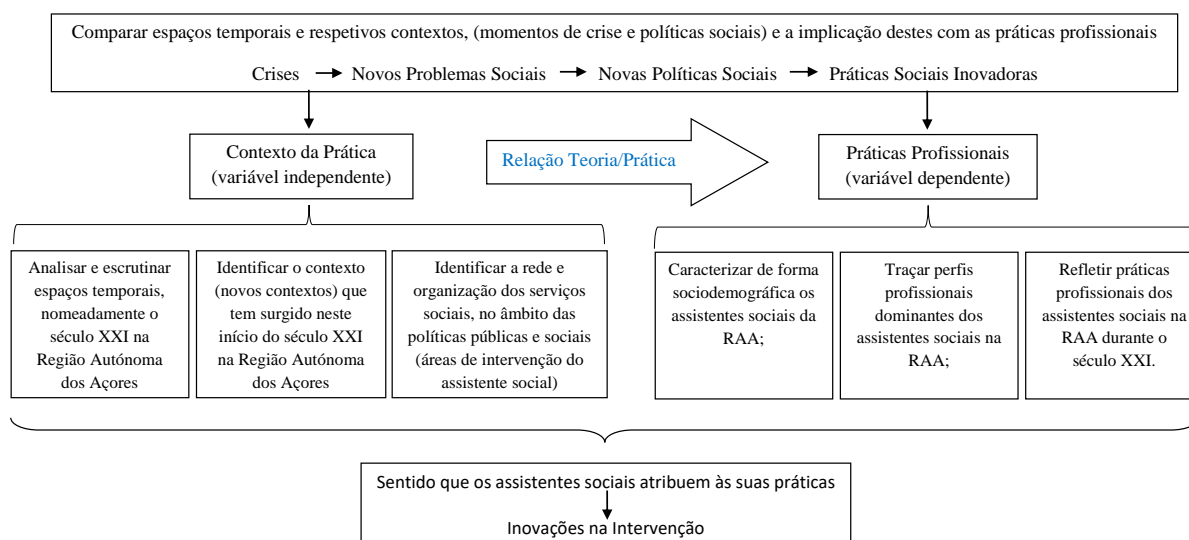 Comparar espaços temporais e respetivos contextos, (momentos de crise e políticas sociais) e a implicação destes com as práticas profissionais
Crises → Novos Problemas Sociais → Novas Políticas Sociais → Práticas Sociais Inovadoras
Contexto da Prática
(variável independente)
Relação Teoria/Prática
Práticas Profissionais
(variável dependente)
Analisar e escrutinar
espaços temporais,
nomeadamente o
século XXI na
Região Autónoma
dos Açores
Identificar o contexto
(novos contextos) que
tem surgido neste
início do século XXI
na Região Autónoma
dos Açores
Identificar a rede e
organização dos serviços
sociais, no âmbito das
políticas públicas e sociais
(áreas de intervenção do
assistente social)
Caracterizar de forma
sociodemográfica os
assistentes sociais da
RAA;
Traçar perfis
profissionais
dominantes dos
assistentes sociais na
RAA;
Refletir práticas
profissionais dos
assistentes sociais na
RAA durante o
século XXI.
Sentido que os assistentes sociais atribuem às suas práticas
Inovações na Intervenção